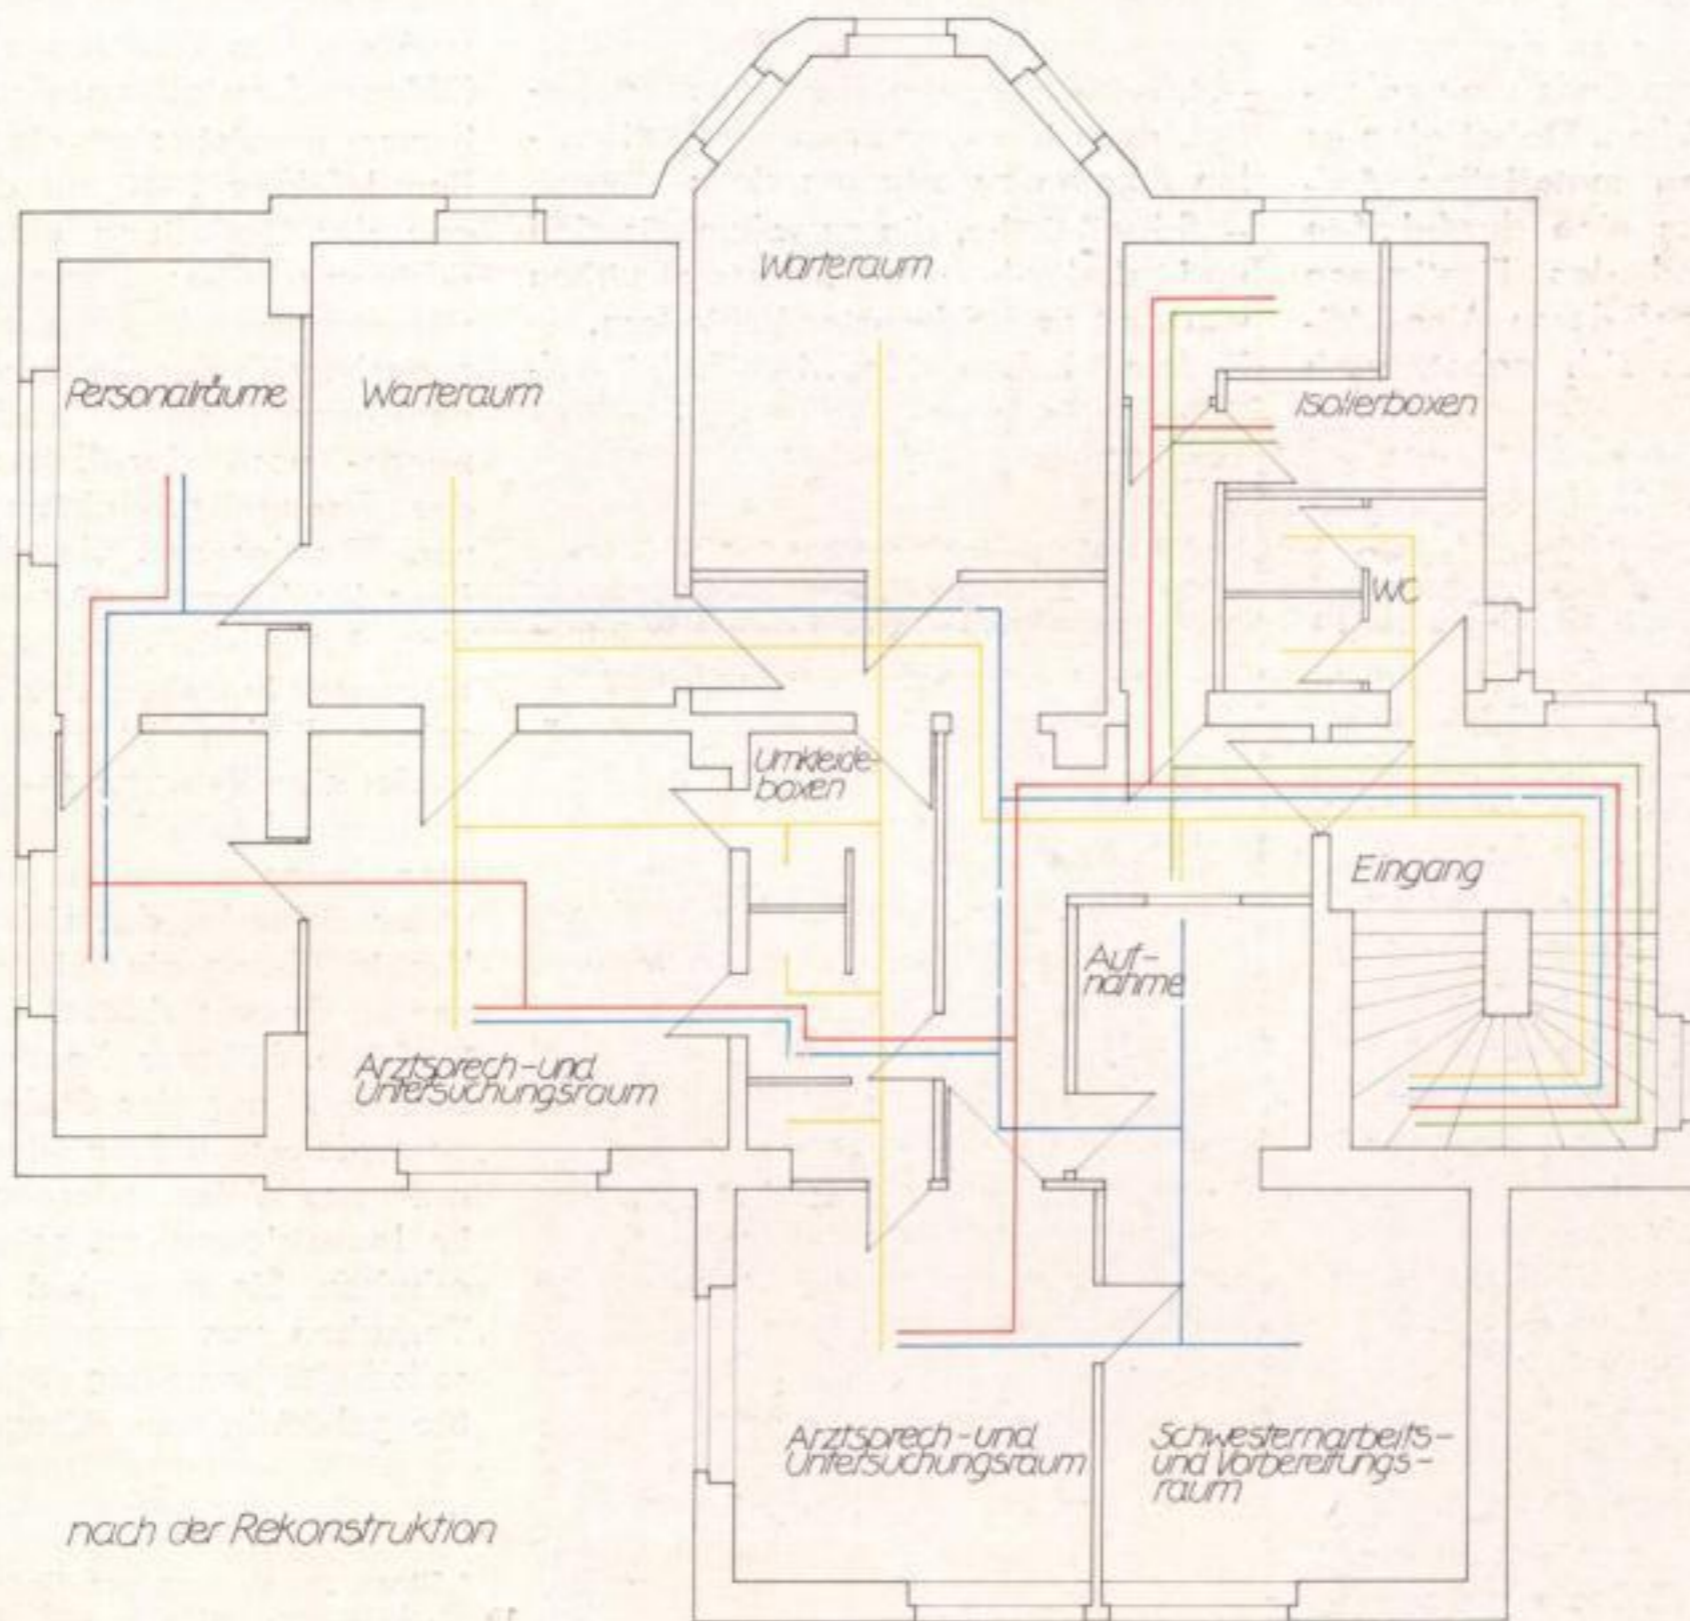 Warteraum
Personalräume
Warteraum
Isolierboxen
WC
Umkleide-
boxen
Eingang
Auf-
nahme
Arztsprech-und
Untersuchungsraum
Arztsprech-und
Untersuchungsraum
Schwesternarbeits-
und Vorbereitungs-
raum
nach der Rekonstruktion